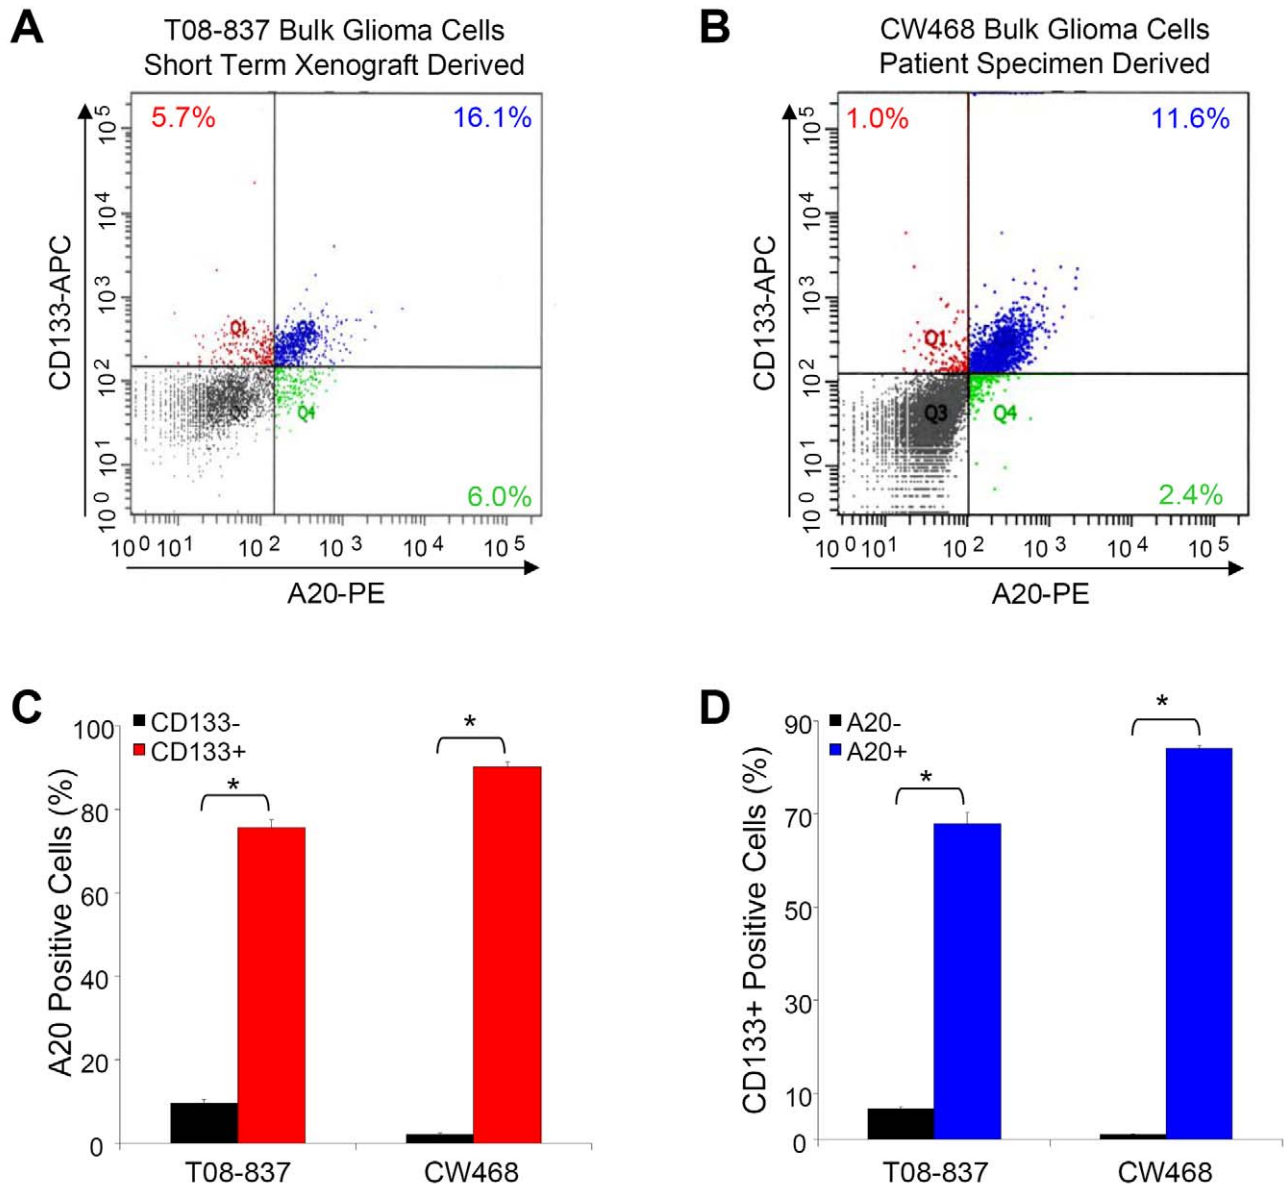 A
T08-837 Bulk Glioma Cells
Short Term Xenograft Derived
5.7%
16.1%
10^5
10^4
10^3
10^2
10^1
10^0
CD133-APC
Q1
Q3
Q4
6.0%
10^0 10^1 10^2 10^3 10^4 10^5
A20-PE
B
CW468 Bulk Glioma Cells
Patient Specimen Derived
1.0%
11.6%
10^5
10^4
10^3
10^2
10^1
10^0
CD133-APC
Q1
Q3
Q4
2.4%
10^0 10^1 10^2 10^3 10^4 10^5
A20-PE
C
CD133-
CD133+
A20 Positive Cells (%)
100
80
60
40
20
0
*
*
T08-837
CW468
D
A20-
A20+
CD133+ Positive Cells (%)
90
70
50
30
10
0
*
*
T08-837
CW468